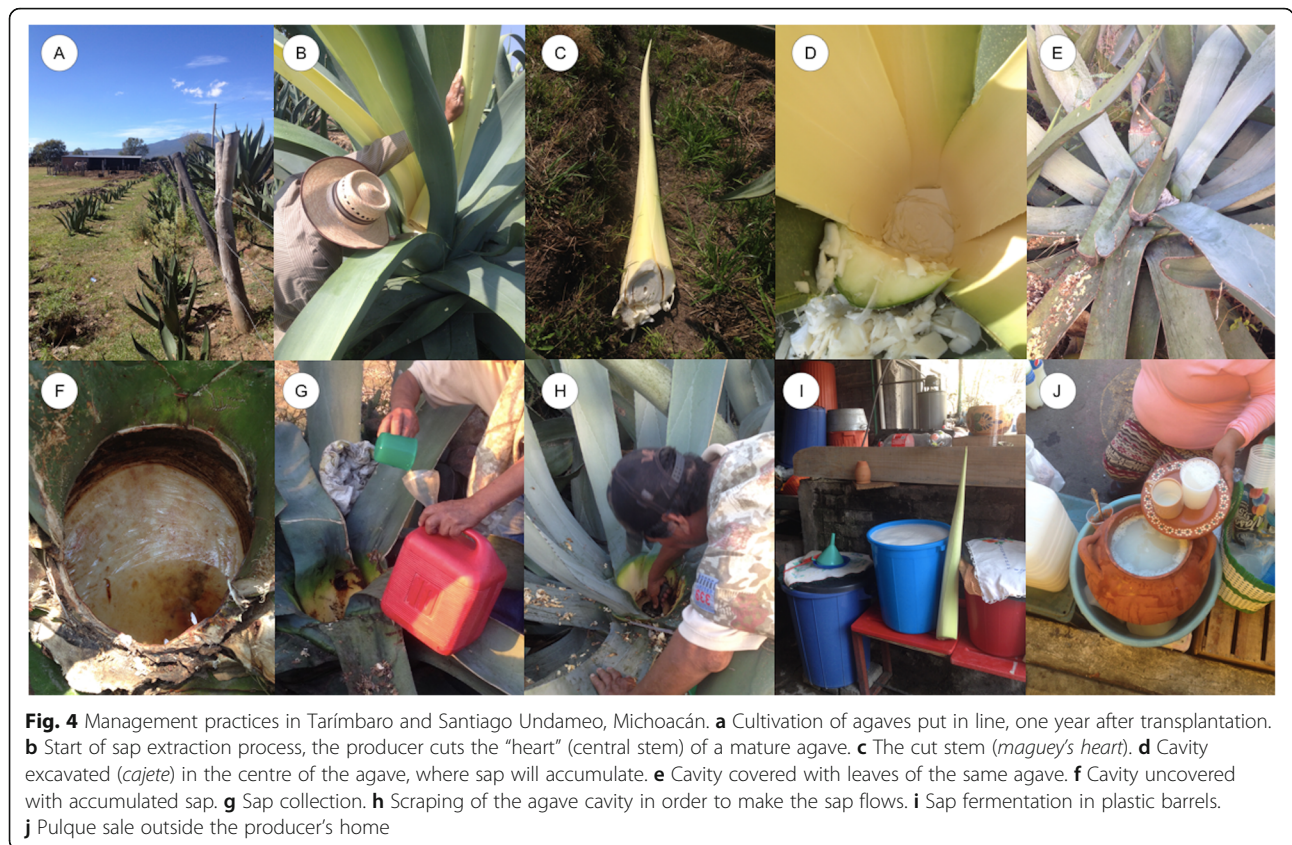 A
B
C
D
E
F
G
H
I
J
Fig. 4 Management practices in Tarímbaro and Santiago Undameo, Michoacán. a Cultivation of agaves put in line, one year after transplantation.
b Start of sap extraction process, the producer cuts the “heart” (central stem) of a mature agave. c The cut stem (maguey’s heart). d Cavity
excavated (cajete) in the centre of the agave, where sap will accumulate. e Cavity covered with leaves of the same agave. f Cavity uncovered
with accumulated sap. g Sap collection. h Scraping of the agave cavity in order to make the sap flows. i Sap fermentation in plastic barrels.
j Pulque sale outside the producer’s home